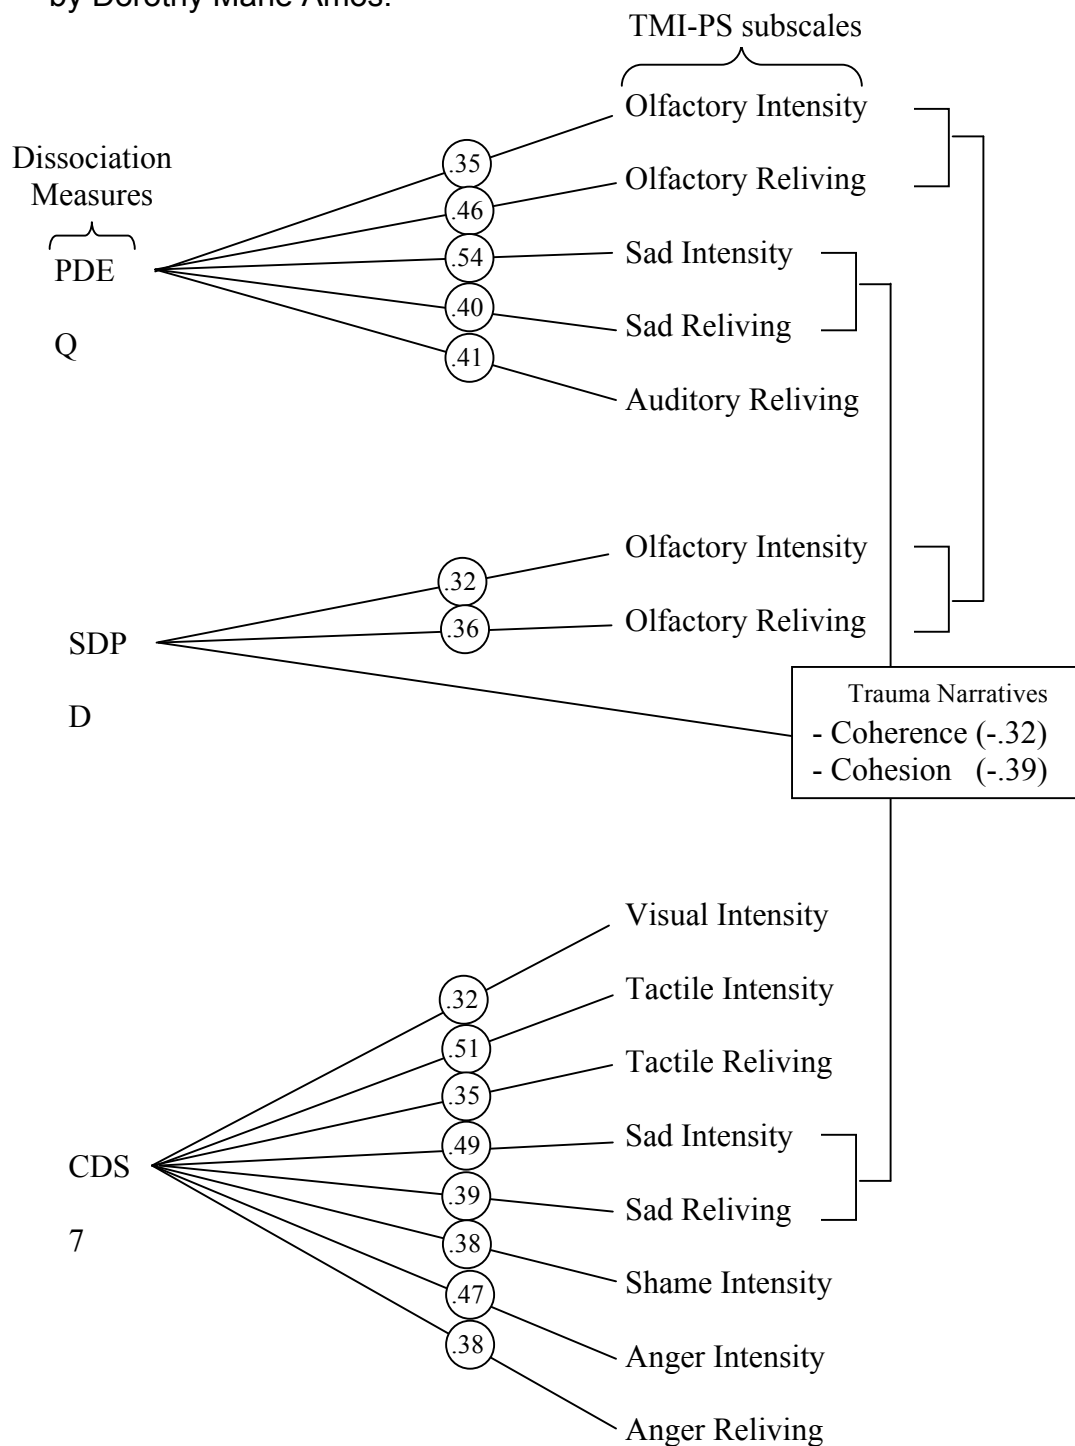 by Dorothy Marie Amos.
TMI-PS subscales
Dissociation
Measures
PDE
Q
.35
.46
.54
.40
.41
Olfactory Intensity
Olfactory Reliving
Sad Intensity
Sad Reliving
Auditory Reliving
SDP
D
.32
.36
Olfactory Intensity
Olfactory Reliving
Trauma Narratives
- Coherence (-.32)
- Cohesion (-.39)
CDS
7
.32
.51
.35
.49
.39
.38
.47
.38
Visual Intensity
Tactile Intensity
Tactile Reliving
Sad Intensity
Sad Reliving
Shame Intensity
Anger Intensity
Anger Reliving